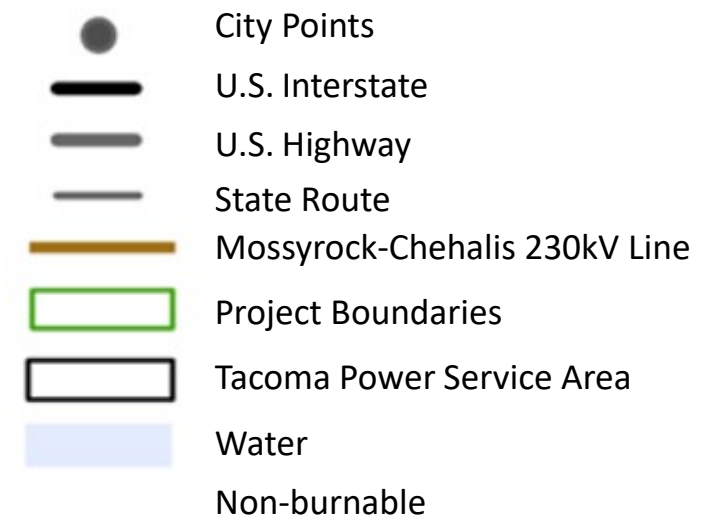 City Points
U.S. Interstate
U.S. Highway
State Route
Mossyrock-Chehalis 230kV Line
Project Boundaries
Tacoma Power Service Area
Water
Non-burnable